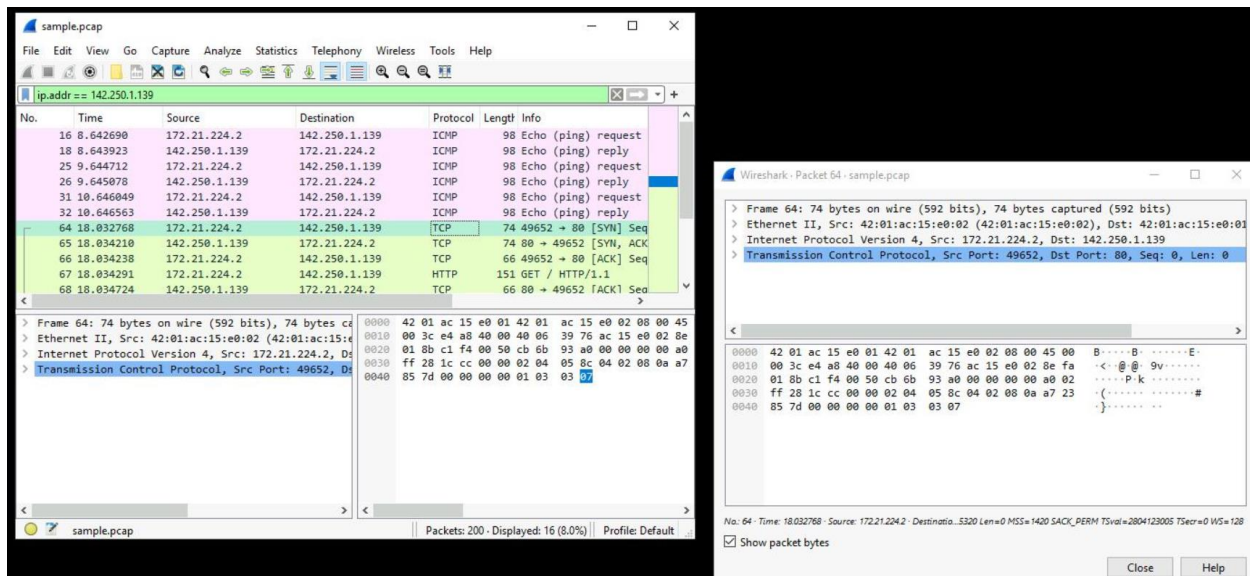 sample.pcap
File Edit View Go Capture Analyze Statistics Telephony Wireless Tools Help
ip.addr == 142.250.1.139
No. Time Source Destination Protocol Length Info
16 8.642690 172.21.224.2 142.250.1.139 ICMP 98 Echo (ping) request
18 8.643923 142.250.1.139 172.21.224.2 ICMP 98 Echo (ping) reply
25 9.644712 172.21.224.2 142.250.1.139 ICMP 98 Echo (ping) request
26 9.645078 142.250.1.139 172.21.224.2 ICMP 98 Echo (ping) reply
31 10.646049 172.21.224.2 142.250.1.139 ICMP 98 Echo (ping) request
32 10.646563 142.250.1.139 172.21.224.2 ICMP 98 Echo (ping) reply
64 18.032768 172.21.224.2 142.250.1.139 TCP 74 49652 → 80 [SYN] Seq
65 18.034210 142.250.1.139 172.21.224.2 TCP 74 80 → 49652 [SYN, ACK
66 18.034238 172.21.224.2 142.250.1.139 TCP 66 49652 → 80 [ACK] Seq
67 18.034291 172.21.224.2 142.250.1.139 HTTP 151 GET / HTTP/1.1
68 18.034724 142.250.1.139 172.21.224.2 TCP 66 80 → 49652 [ACK] Seq
> Frame 64: 74 bytes on wire (592 bits), 74 bytes ca
> Ethernet II, Src: 42:01:ac:15:e0:02 (42:01:ac:15:e
> Internet Protocol Version 4, Src: 172.21.224.2, Ds
> Transmission Control Protocol, Src Port: 49652, Ds
0000 42 01 ac 15 e0 01 42 01 ac 15 e0 02 08 00 45
0010 00 3c e4 a8 40 00 40 06 39 76 ac 15 e0 02 8e
0020 01 8b c1 f4 00 50 cb 6b 93 a0 00 00 00 00 a0
0030 ff 28 1c cc 00 00 02 04 05 8c 04 02 08 0a a7
0040 85 7d 00 00 00 00 01 03 03 07
sample.pcap
Packets: 200 · Displayed: 16 (8.0%) Profile: Default
Wireshark · Packet 64 · sample.pcap
> Frame 64: 74 bytes on wire (592 bits), 74 bytes captured (592 bits)
> Ethernet II, Src: 42:01:ac:15:e0:02 (42:01:ac:15:e0:02), Dst: 42:01:ac:15:e0:01
> Internet Protocol Version 4, Src: 172.21.224.2, Dst: 142.250.1.139
> Transmission Control Protocol, Src Port: 49652, Dst Port: 80, Seq: 0, Len: 0
0000 42 01 ac 15 e0 01 42 01 ac 15 e0 02 08 00 45 00 B·····B· ······E·
0010 00 3c e4 a8 40 00 40 06 39 76 ac 15 e0 02 8e fa ·<··@·@· 9v······
0020 01 8b c1 f4 00 50 cb 6b 93 a0 00 00 00 00 a0 02 ·····P·k ········
0030 ff 28 1c cc 00 00 02 04 05 8c 04 02 08 0a a7 23 ·(······ ·······#
0040 85 7d 00 00 00 00 01 03 03 07 ·}······ ··
No.: 64 · Time: 18.032768 · Source: 172.21.224.2 · Destinatio...5320 Len=0 MSS=1420 SACK_PERM TSval=2804123005 TSecr=0 WS=128
Show packet bytes
Close Help